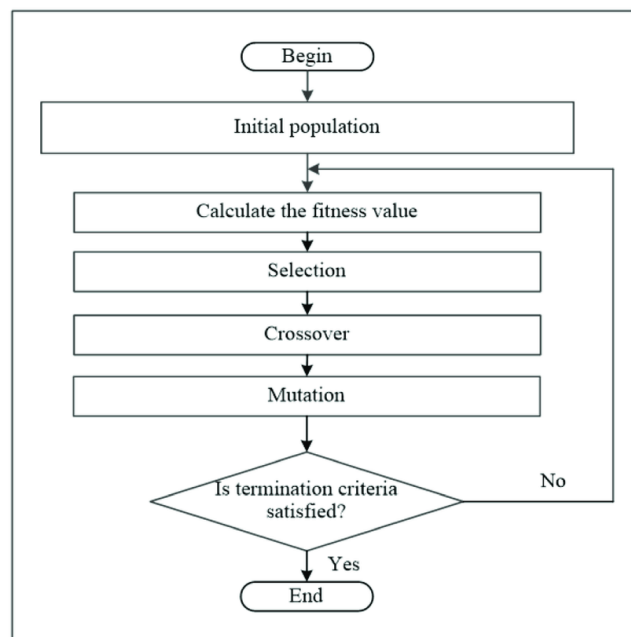 Begin
Initial population
Calculate the fitness value
Selection
Crossover
Mutation
Is termination criteria
satisfied?
No
Yes
End